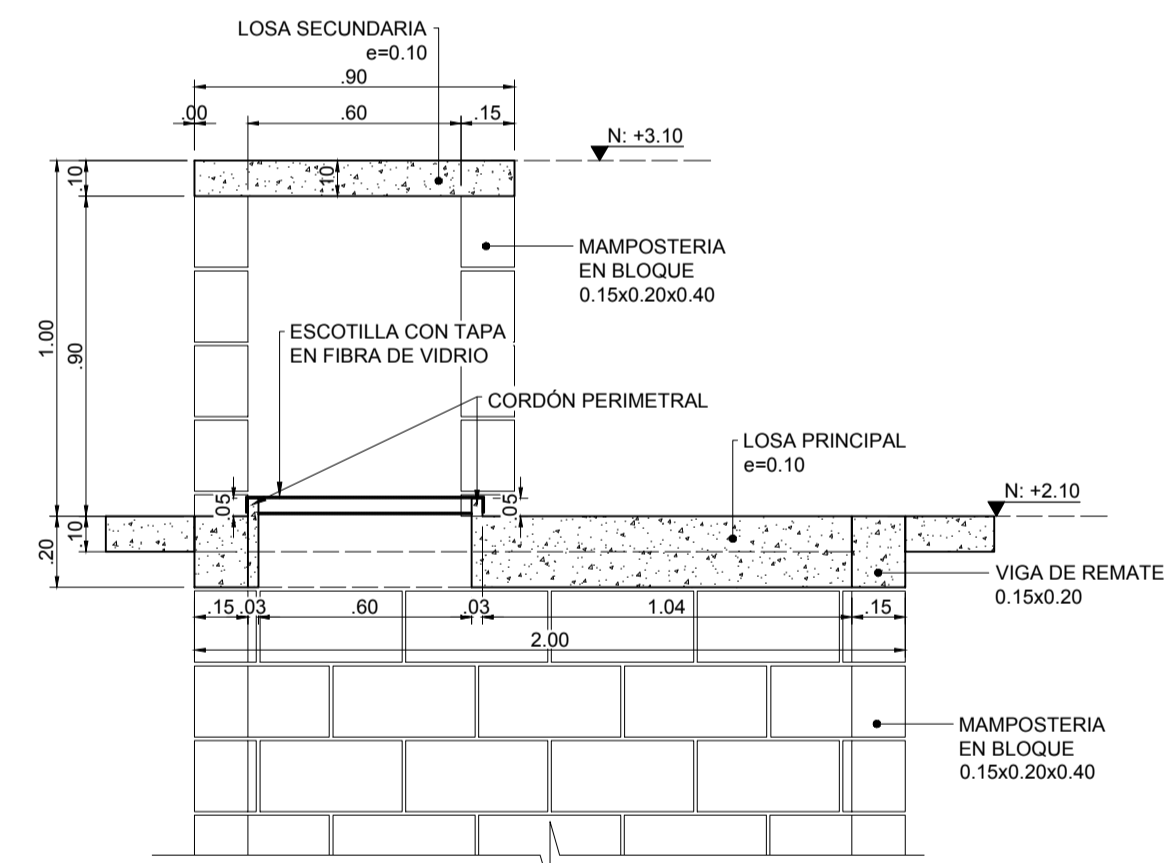 LOSA SECUNDARIA
e=0.10
.90
.00
.60
.15
N: +3.10
.10
.10
MAMPOSTERIA
EN BLOQUE
0.15x0.20x0.40
1.00
.90
ESCOTILLA CON TAPA
EN FIBRA DE VIDRIO
CORDÓN PERIMETRAL
LOSA PRINCIPAL
e=0.10
.05
.05
N: +2.10
.20
.10
VIGA DE REMATE
0.15x0.20
.15
.03
.60
.03
1.04
.15
2.00
MAMPOSTERIA
EN BLOQUE
0.15x0.20x0.40